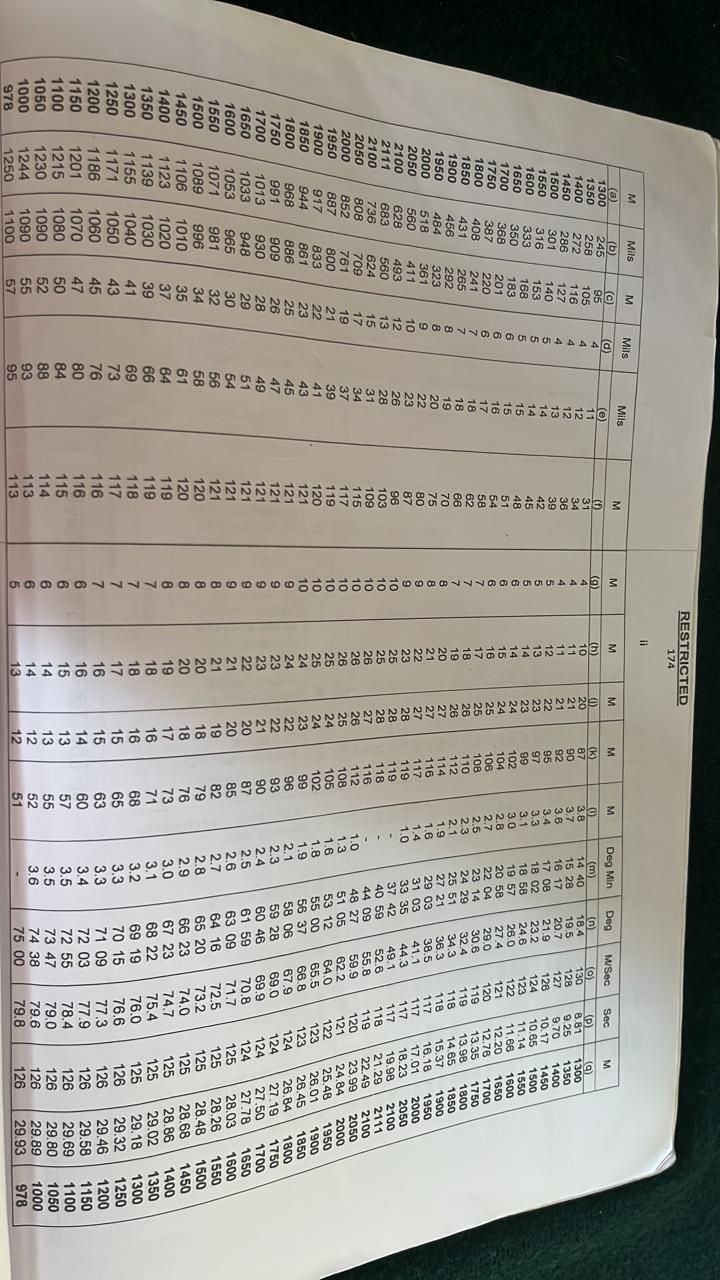 RESTRICTED
174
ii
M Mils M Mils Mils M M M M M M Deg Min Deg M/Sec Sec M
(a) (b) (c) (d) (e) (f) (g) (h) (j) (k) (l) (m) (n) (o) (p) (q)
1300 245 95 4 11 31 4 10 20 87 3.8 14 40 18.4 130 8.81 1300
1350 258 105 4 12 34 4 11 21 90 3.7 15 28 19.5 128 9.25 1350
1400 272 116 4 12 36 4 11 21 92 3.6 16 17 20.7 127 9.70 1400
1450 286 127 4 13 39 5 12 22 95 3.4 17 08 21.9 126 10.17 1450
1500 301 140 5 14 42 5 13 23 97 3.3 18 02 23.2 124 10.65 1500
1550 316 153 5 14 45 5 14 23 99 3.1 18 58 24.6 123 11.14 1550
1600 333 168 5 15 48 6 14 24 102 3.0 19 57 26.0 122 11.66 1600
1650 350 183 6 15 51 6 15 24 104 2.8 20 58 27.4 121 12.20 1650
1700 368 201 6 16 54 6 16 25 106 2.7 22 04 29.0 120 12.76 1700
1750 387 220 6 17 58 7 17 25 108 2.5 23 14 30.6 119 13.35 1750
1800 408 241 7 18 62 7 18 26 110 2.3 24 29 32.4 119 13.98 1800
1850 431 265 7 18 66 7 19 26 112 2.1 25 51 34.3 118 14.65 1850
1900 456 292 8 19 70 8 20 27 114 1.9 27 21 36.3 118 15.37 1900
1950 484 323 8 20 75 8 21 27 116 1.6 29 03 38.5 117 16.18 1950
2000 518 361 9 22 80 9 22 27 117 1.4 31 03 41.1 117 17.01 2000
2050 560 411 10 23 87 9 23 28 119 1.0 33 35 44.3 117 18.23 2050
2100 628 493 12 26 96 10 25 28 119 - 37 42 49.1 117 19.98 2100
2111 683 560 13 28 103 10 25 28 118 - 40 59 52.6 118 21.29 2111
2100 736 624 15 31 109 10 26 27 116 - 44 09 55.8 119 22.49 2100
2050 808 709 17 34 115 10 26 26 112 1.0 48 27 59.9 120 23.99 2050
2000 852 761 19 37 117 10 26 25 108 1.3 51 05 62.2 121 24.84 2000
1950 887 800 21 39 119 10 25 24 105 1.6 53 12 64.0 122 25.48 1950
1900 917 833 22 41 120 10 25 24 102 1.8 55 00 65.5 123 26.01 1900
1850 944 861 23 43 121 10 24 23 99 1.9 56 37 66.8 123 26.45 1850
1800 968 886 25 45 121 9 24 22 96 2.1 58 06 67.9 124 26.84 1800
1750 991 909 26 47 121 9 23 22 93 2.3 59 28 69.0 124 27.19 1750
1700 1013 930 28 49 121 9 23 21 90 2.4 60 46 69.9 124 27.50 1700
1650 1033 948 29 51 121 9 22 20 87 2.5 61 59 70.8 124 27.78 1650
1600 1053 965 30 54 121 9 21 20 85 2.6 63 09 71.7 125 28.03 1600
1550 1071 981 32 56 121 8 21 19 82 2.7 64 16 72.5 125 28.26 1550
1500 1089 996 34 58 120 8 20 18 79 2.8 65 20 73.2 125 28.48 1500
1450 1106 1010 35 61 120 8 20 18 76 2.9 66 23 74.0 125 28.68 1450
1400 1123 1020 37 64 119 8 19 17 73 3.0 67 23 74.7 125 28.86 1400
1350 1139 1030 39 66 119 7 18 16 71 3.1 68 22 75.4 125 29.02 1350
1300 1155 1040 41 69 118 7 18 16 68 3.2 69 19 76.0 125 29.18 1300
1250 1171 1050 43 73 117 7 17 15 65 3.3 70 15 76.6 126 29.32 1250
1200 1186 1060 45 76 116 7 16 15 63 3.3 71 09 77.3 126 29.46 1200
1150 1201 1070 47 80 116 6 16 14 60 3.4 72 03 77.9 126 29.58 1150
1100 1215 1080 50 84 115 6 15 13 57 3.5 72 55 78.4 126 29.69 1100
1050 1230 1090 52 88 114 6 14 13 55 3.5 73 47 79.0 126 29.80 1050
1000 1244 1090 55 93 113 6 14 12 52 3.6 74 38 79.6 126 29.89 1000
978 1250 1100 57 95 113 5 13 12 51 - 75 00 79.8 126 29.93 978